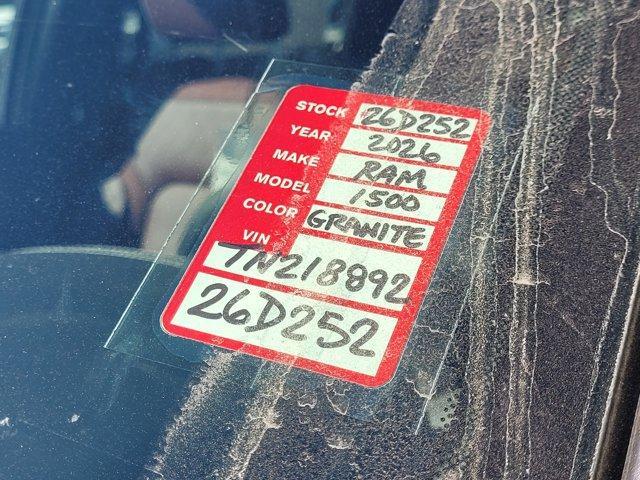 STOCK 26D252
YEAR 2026
MAKE RAM
MODEL 1500
COLOR GRANITE
VIN
TN218892
26D252